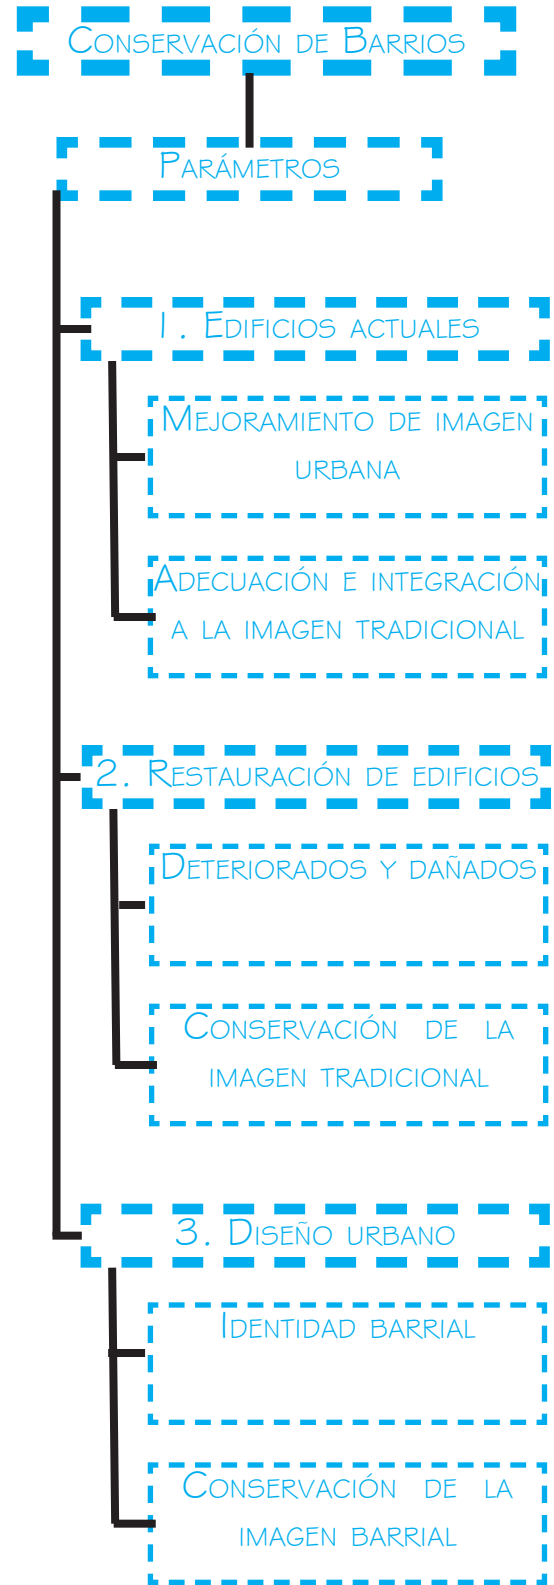 Conservación de Barrios
Parámetros
1. Edificios actuales
Mejoramiento de imagen
urbana
Adecuación e integración
a la imagen tradicional
2. Restauración de edificios
Deteriorados y dañados
Conservación de la
imagen tradicional
3. Diseño urbano
Identidad barrial
Conservación de la
imagen barrial